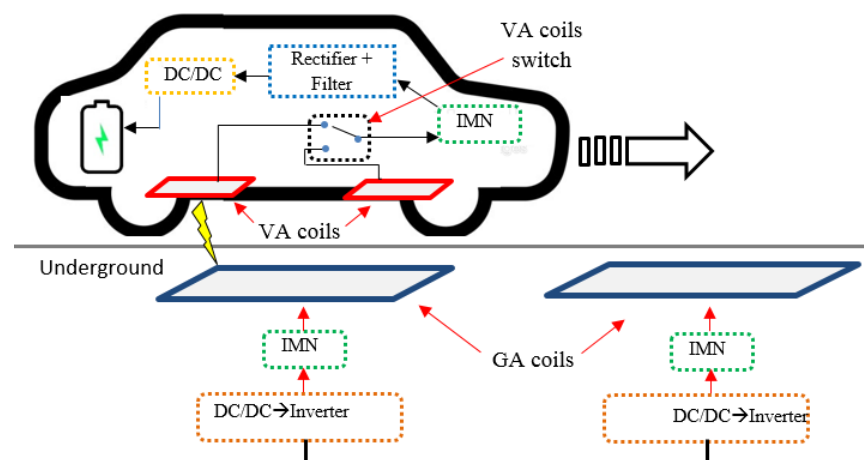 VA coils
switch
DC/DC
Rectifier +
Filter
IMN
VA coils
Underground
GA coils
IMN
IMN
DC/DC→Inverter
DC/DC→Inverter